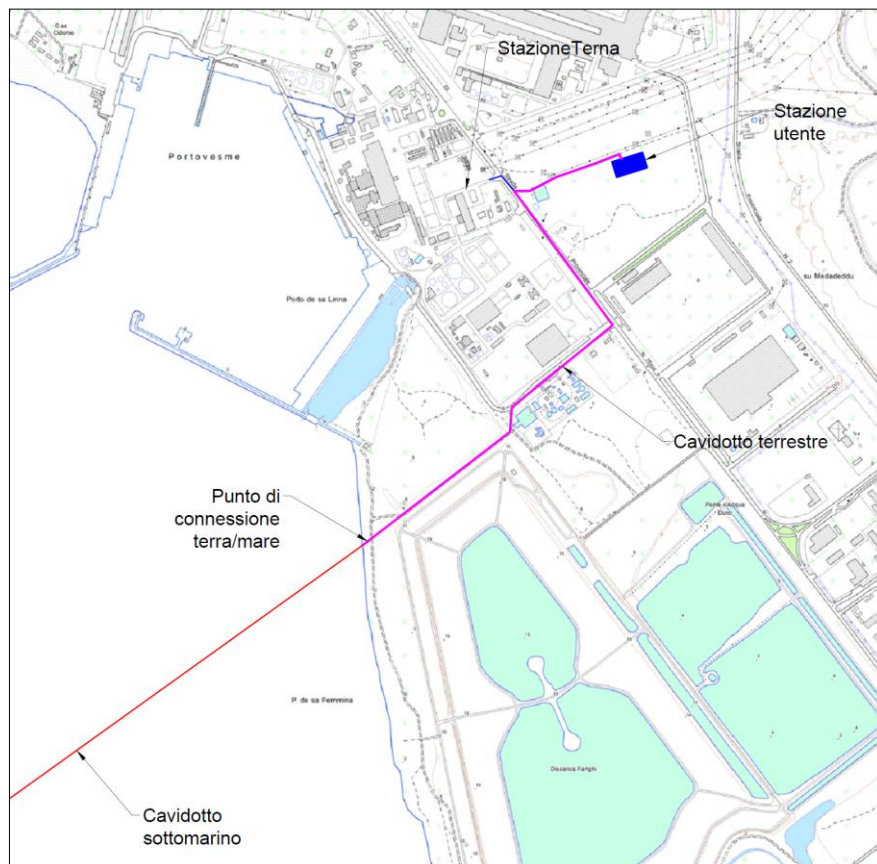 StazioneTerna
Stazione
utente
Portovesme
su Medadeddu
Porto de sa Linna
Cavidotto terrestre
Punto di
connessione
terra/mare
P. de sa Femmina
Discarica Fanghi
Cavidotto
sottomarino